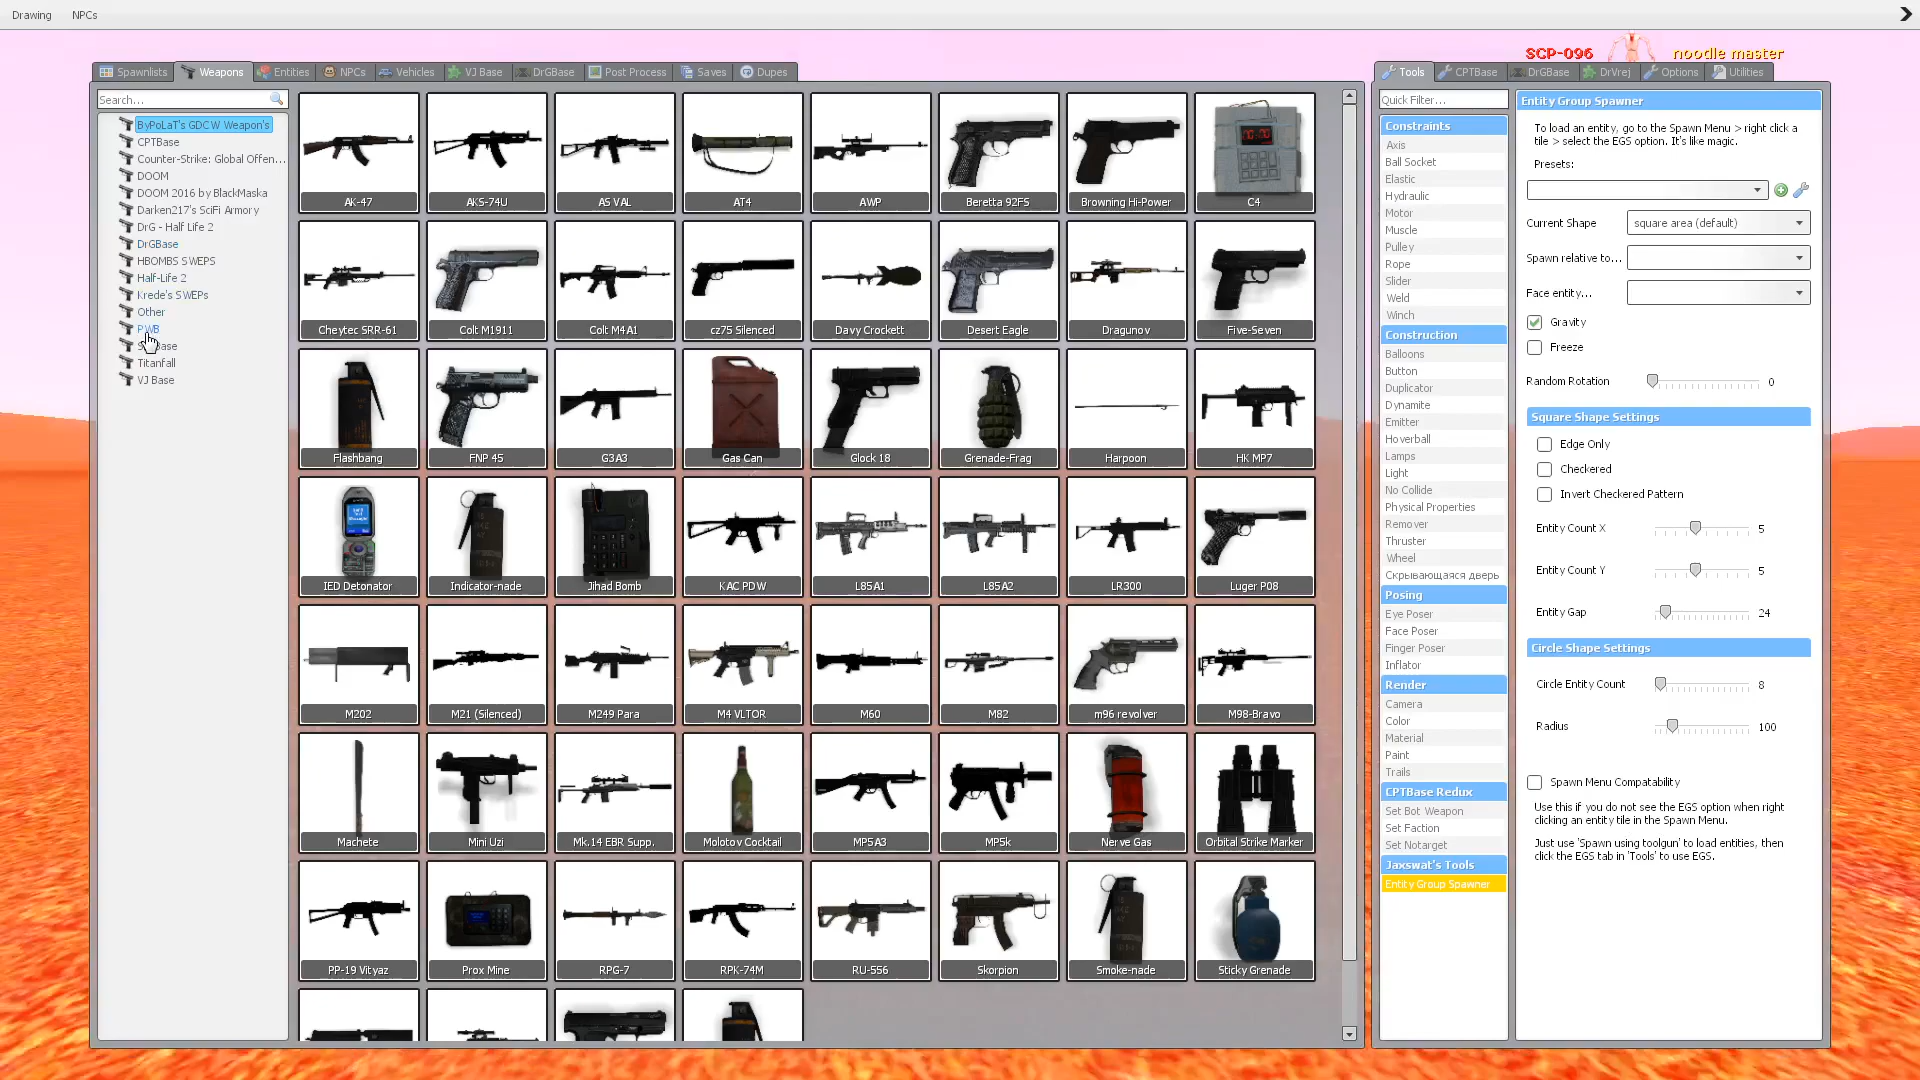 Drawing NPCs
SCP-096 noodle master
Spawnlists Weapons Entities NPCs Vehicles VJ Base DrGBase Post Process Saves Dupes
Tools CPTBase DrGBase DrVrej Options Utilities
Search...
ByPoLaT's GDCW Weapon's
CPTBase
Counter-Strike: Global Offen...
DOOM
DOOM 2016 by BlackMaska
Darken217's SciFi Armory
DrG - Half Life 2
DrGBase
HBOMBS SWEPS
Half-Life 2
Krede's SWEPs
Other
PWB
Base
Titanfall
VJ Base
AK-47 AKS-74U AS VAL AT4 AWP Beretta 92FS Browning Hi-Power C4
Cheytec SRR-61 Colt M1911 Colt M4A1 cz75 Silenced Davy Crockett Desert Eagle Dragunov Five-Seven
Flashbang FNP 45 G3A3 Gas Can Glock 18 Grenade-Frag Harpoon HK MP7
IED Detonator Indicator-nade Jihad Bomb KAC PDW L85A1 L85A2 LR300 Luger P08
M202 M21 (Silenced) M249 Para M4 VLTOR M60 M82 m96 revolver M98-Bravo
Machete Mini Uzi Mk.14 EBR Supp. Molotov Cocktail MP5A3 MP5k Nerve Gas Orbital Strike Marker
PP-19 Vityaz Prox Mine RPG-7 RPK-74M RU-556 Skorpion Smoke-nade Sticky Grenade
Quick Filter...
Constraints
Axis
Ball Socket
Elastic
Hydraulic
Motor
Muscle
Pulley
Rope
Slider
Weld
Winch
Construction
Balloons
Button
Duplicator
Dynamite
Emitter
Hoverball
Lamps
Light
No Collide
Physical Properties
Remover
Thruster
Wheel
Скрывающаяся дверь
Posing
Eye Poser
Face Poser
Finger Poser
Inflator
Render
Camera
Color
Material
Paint
Trails
CPTBase Redux
Set Bot Weapon
Set Faction
Set Notarget
Jaxswat's Tools
Entity Group Spawner
Entity Group Spawner
To load an entity, go to the Spawn Menu > right click a
tile > select the EGS option. It's like magic.
Presets:
Current Shape square area (default)
Spawn relative to...
Face entity...
Gravity
Freeze
Random Rotation 0
Square Shape Settings
Edge Only
Checkered
Invert Checkered Pattern
Entity Count X 5
Entity Count Y 5
Entity Gap 24
Circle Shape Settings
Circle Entity Count 8
Radius 100
Spawn Menu Compatability
Use this if you do not see the EGS option when right
clicking an entity tile in the Spawn Menu.
Just use 'Spawn using toolgun' to load entities, then
click the EGS tab in 'Tools' to use EGS.